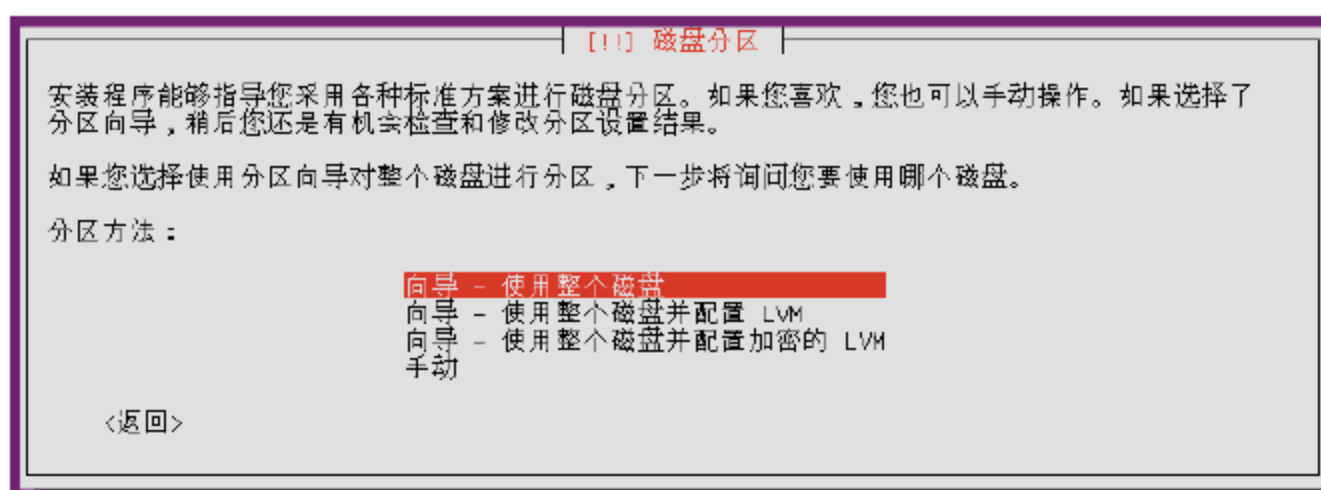 [!!] 磁盘分区
安装程序能够指导您采用各种标准方案进行磁盘分区。如果您喜欢，您也可以手动操作。如果选择了
分区向导，稍后您还是有机会检查和修改分区设置结果。
如果您选择使用分区向导对整个磁盘进行分区，下一步将询问您要使用哪个磁盘。
分区方法：
向导 - 使用整个磁盘
向导 - 使用整个磁盘并配置 LVM
向导 - 使用整个磁盘并配置加密的 LVM
手动
<返回>